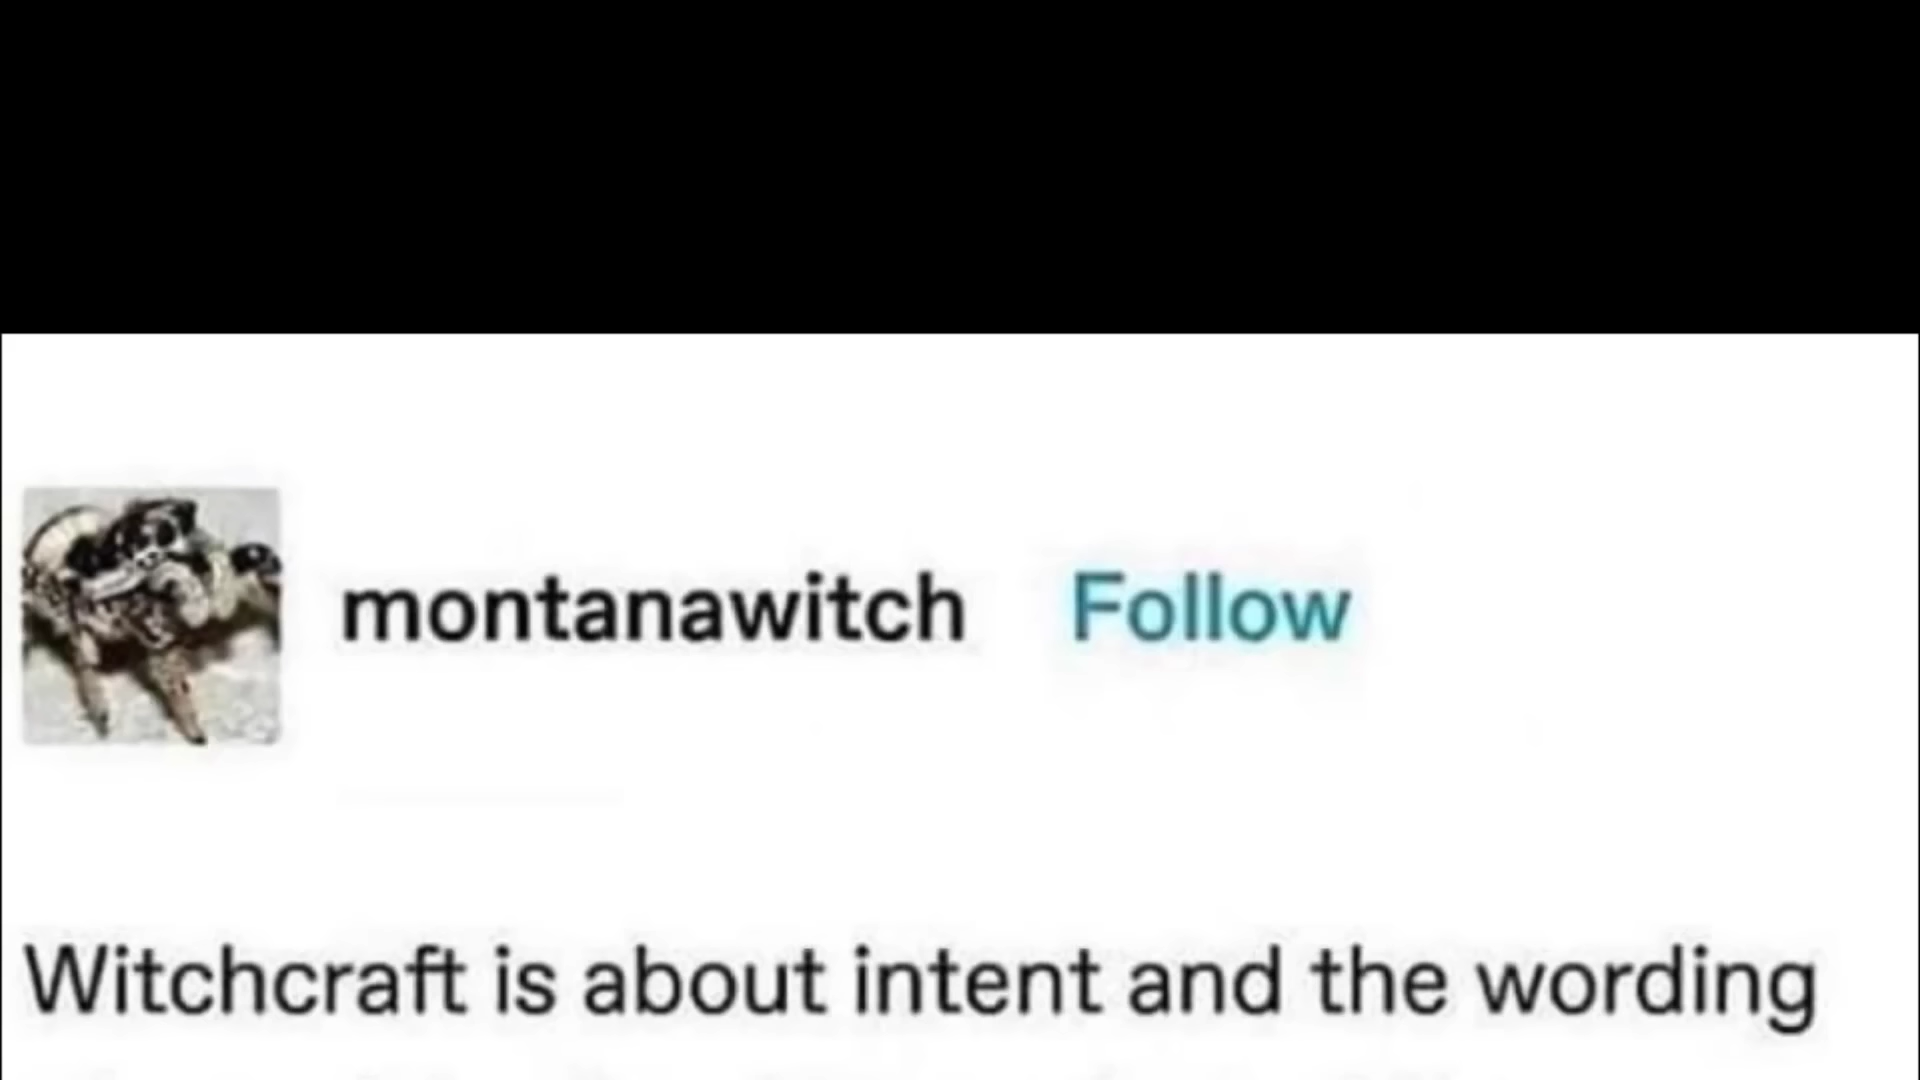 montanawitch Follow
Witchcraft is about intent and the wording